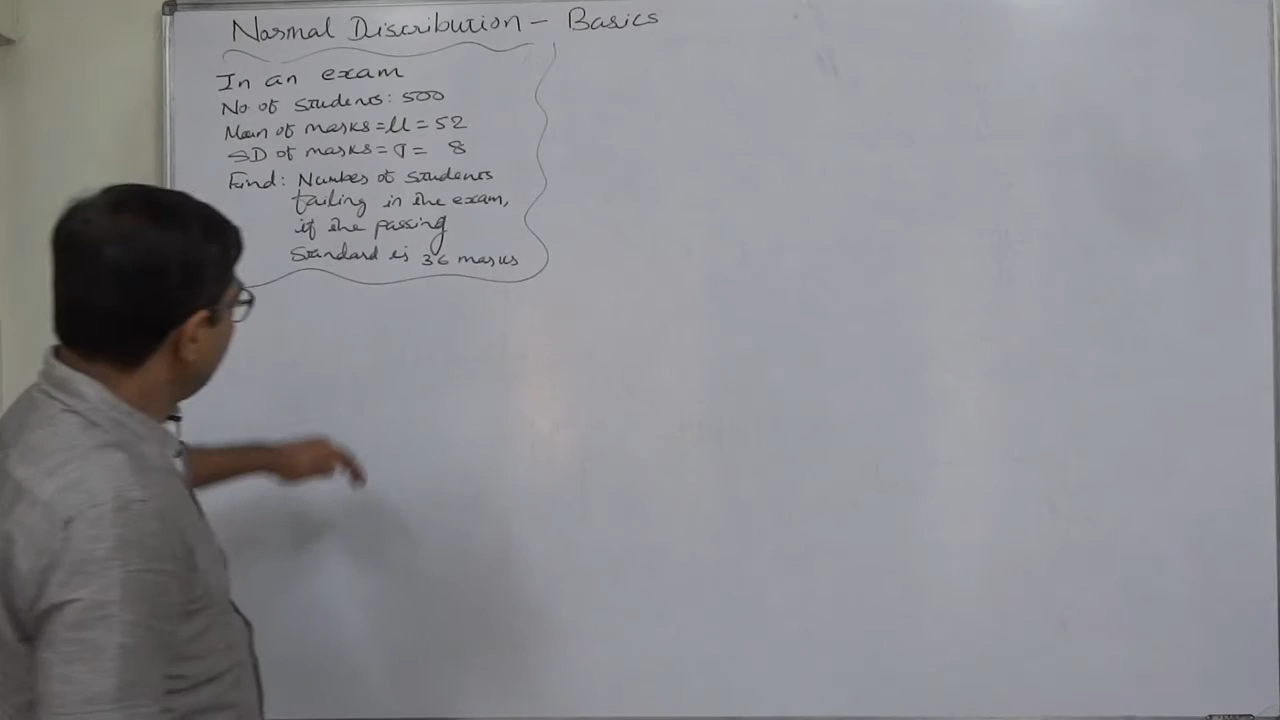 Normal Distribution - Basics
In an exam
No of students: 500
Mean of marks = μ = 52
SD of marks = σ = 8
Find: Number of students
failing in the exam,
if the passing
standard is 36 marks